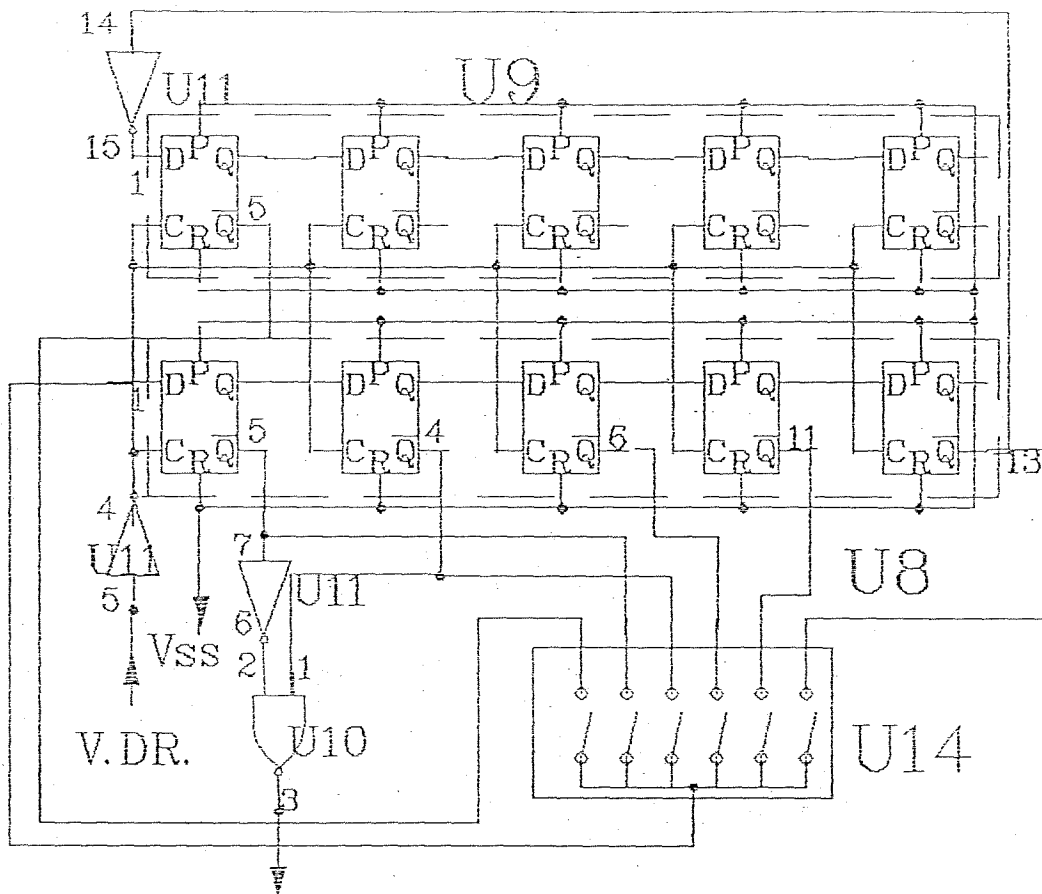 14
U11
U9
15
P P P P P
D Q D Q D Q D Q D Q
1
5
C R Q̅ C R Q̅ C R Q̅ C R Q̅ C R Q̅
P P P P P
D Q D Q D Q D Q D Q
1
5 4 6 11 13
C R Q̅ C R Q̅ C R Q̅ C R Q̅ C R Q̅
4
U11
5
7
U11
U8
6
Vss
2 1
V.DR.
U10
U14
3